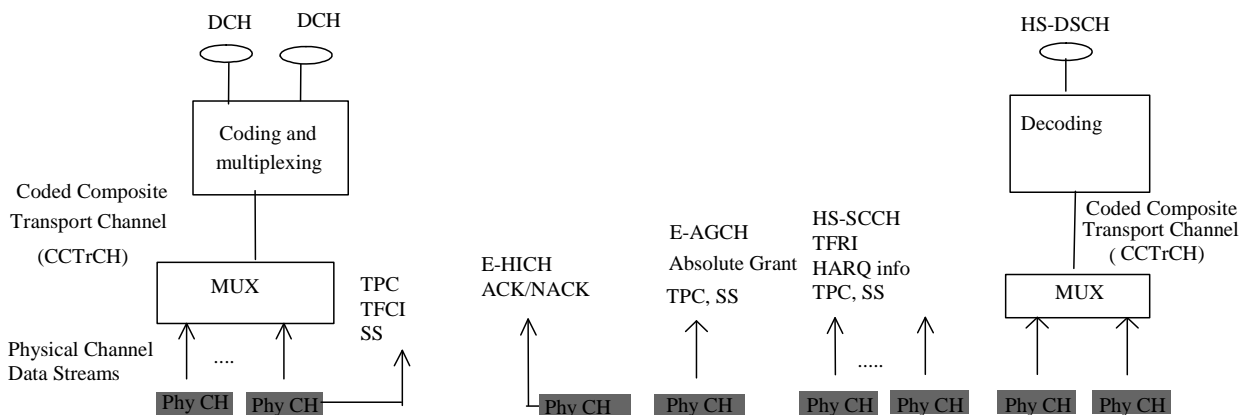 DCH
DCH
Coding and
multiplexing
Coded Composite
Transport Channel
(CCTrCH)
MUX
TPC
TFCI
SS
Physical Channel
Data Streams
....
Phy CH
Phy CH
E-HICH
ACK/NACK
Phy CH
E-AGCH
Absolute Grant
TPC, SS
Phy CH
HS-SCCH
TFRI
HARQ info
TPC, SS
.....
Phy CH
Phy CH
HS-DSCH
Decoding
Coded Composite
Transport Channel
( CCTrCH)
MUX
Phy CH
Phy CH